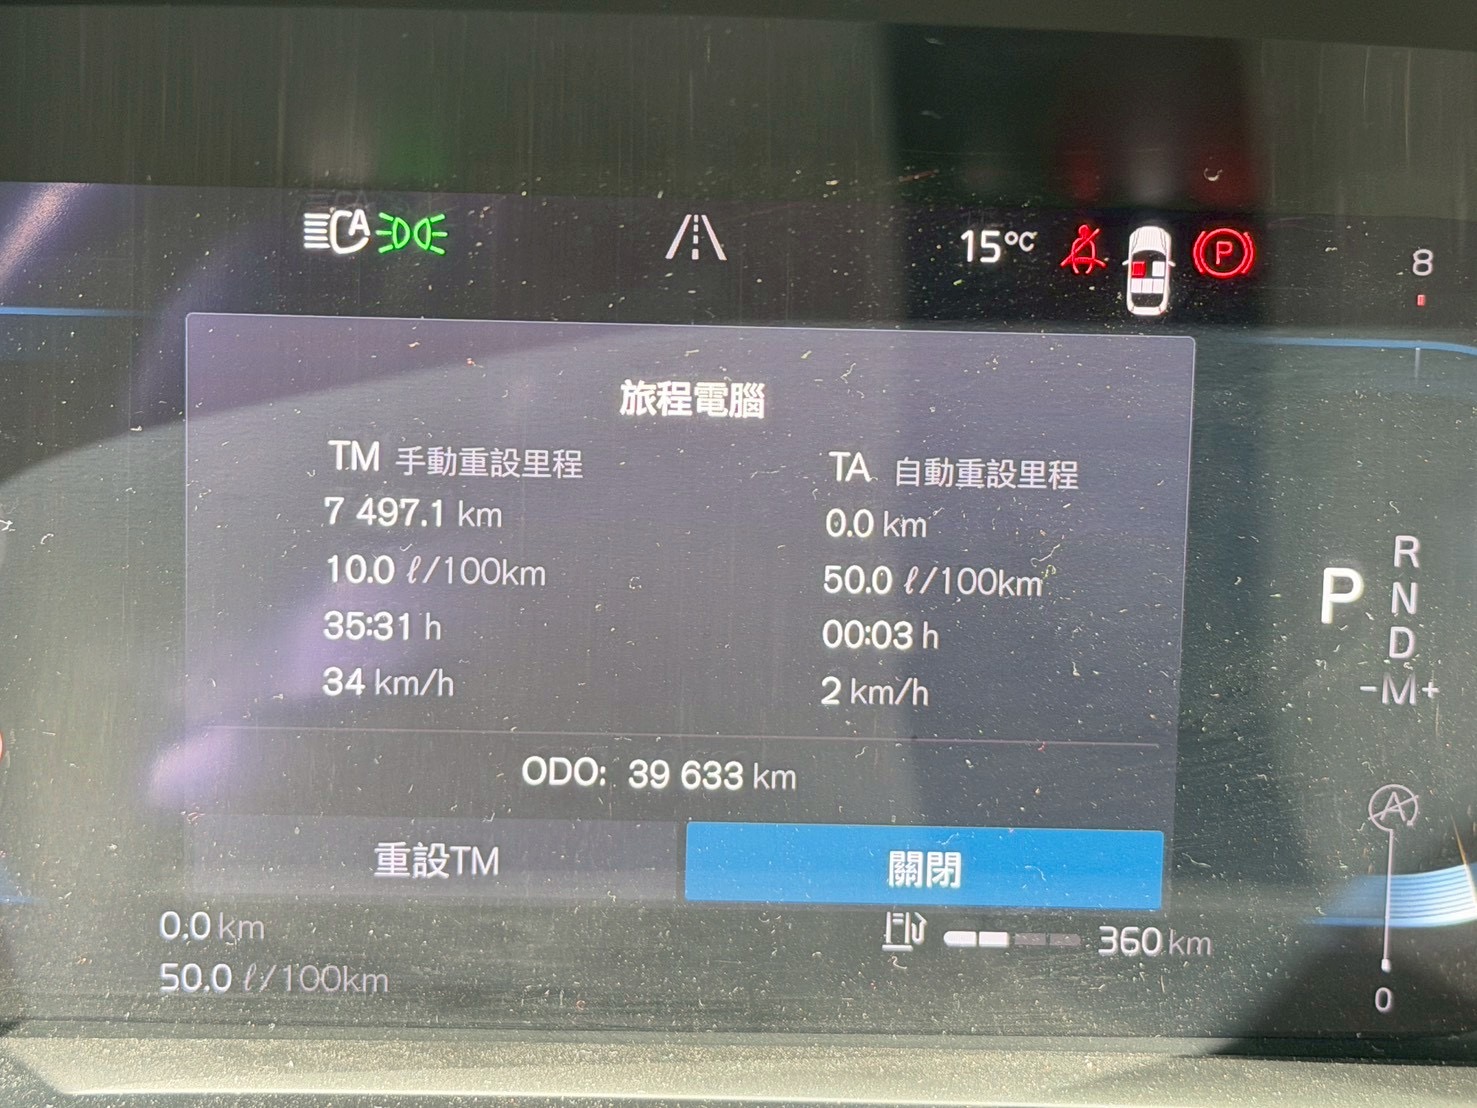 15°C
P
8
旅程電腦
TM 手動重設里程
7 497.1 km
10.0 ℓ/100km
35:31 h
34 km/h
TA 自動重設里程
0.0 km
50.0 ℓ/100km
00:03 h
2 km/h
ODO: 39 633 km
重設TM
關閉
0.0 km
50.0 ℓ/100km
360 km
P
R
N
D
-M+
A
0